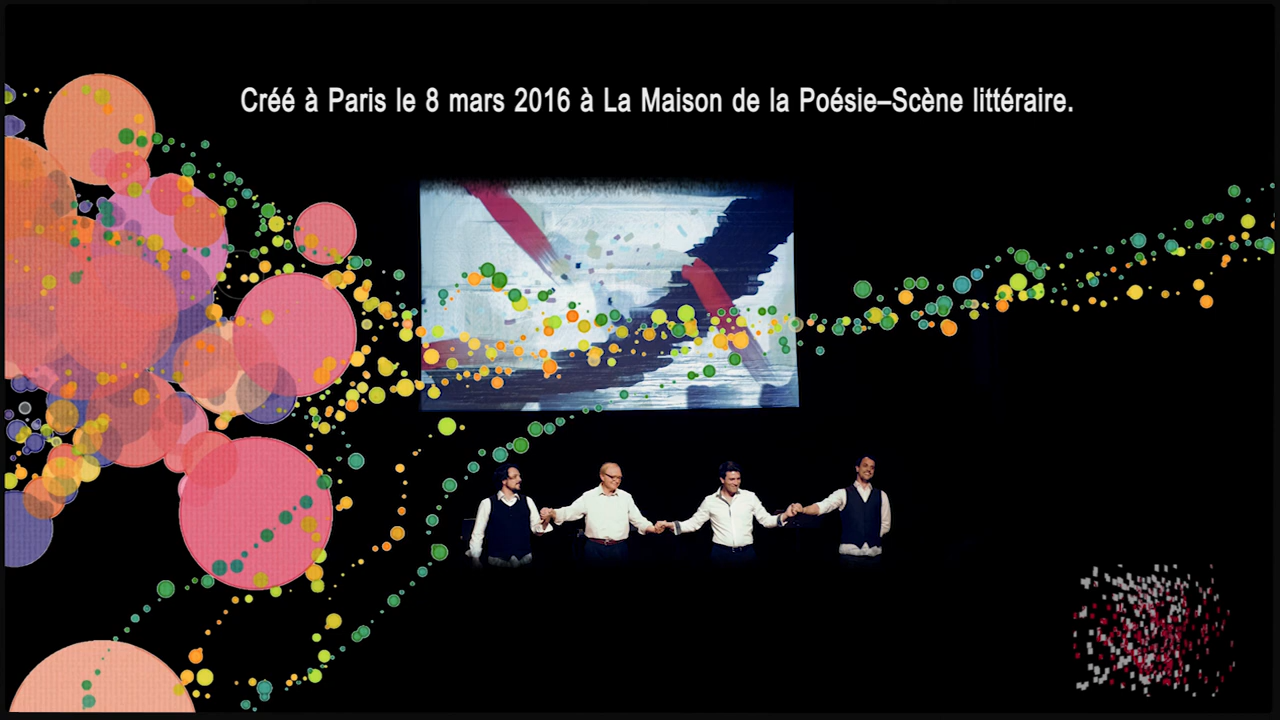 Créé à Paris le 8 mars 2016 à La Maison de la Poésie–Scène littéraire.